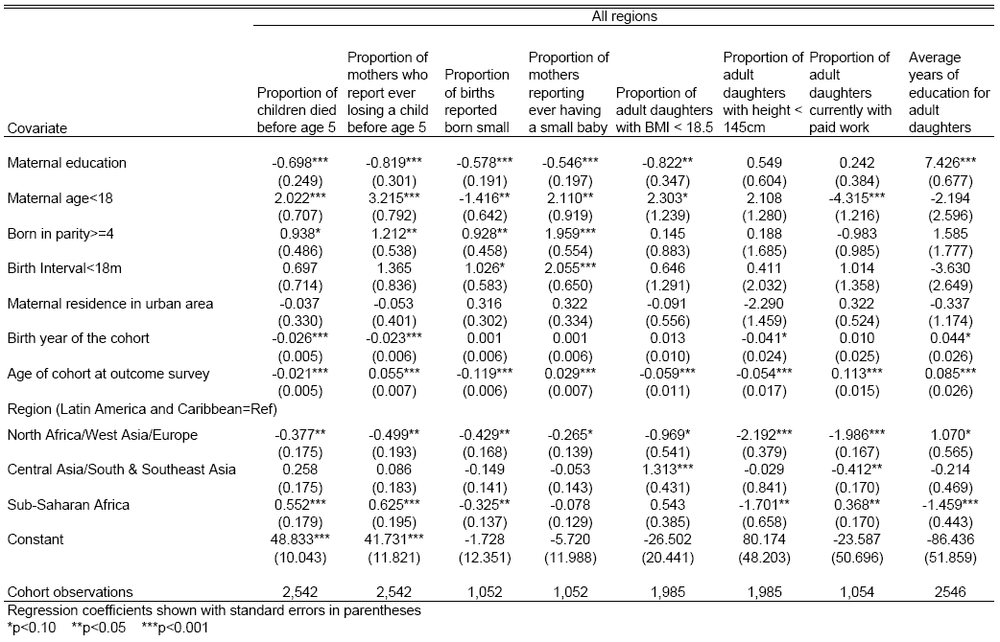 All regions
Covariate | Proportion of children died before age 5 | Proportion of mothers who report ever losing a child before age 5 | Proportion of births reported born small | Proportion of mothers reporting ever having a small baby | Proportion of adult daughters with BMI < 18.5 | Proportion of adult daughters with height < 145cm | Proportion of adult daughters currently with paid work | Average years of education for adult daughters
Maternal education -0.698*** -0.819*** -0.578*** -0.546*** -0.822** 0.549 0.242 7.426***
(0.249) (0.301) (0.191) (0.197) (0.347) (0.604) (0.384) (0.677)
Maternal age<18 2.022*** 3.215*** -1.416** 2.110** 2.303* 2.108 -4.315*** -2.194
(0.707) (0.792) (0.642) (0.919) (1.239) (1.280) (1.216) (2.596)
Born in parity>=4 0.938* 1.212** 0.928** 1.959*** 0.145 0.188 -0.983 1.585
(0.486) (0.538) (0.458) (0.554) (0.883) (1.685) (0.985) (1.777)
Birth Interval<18m 0.697 1.365 1.026* 2.055*** 0.646 0.411 1.014 -3.630
(0.714) (0.836) (0.583) (0.650) (1.291) (2.032) (1.358) (2.649)
Maternal residence in urban area -0.037 -0.053 0.316 0.322 -0.091 -2.290 0.322 -0.337
(0.330) (0.401) (0.302) (0.334) (0.556) (1.459) (0.524) (1.174)
Birth year of the cohort -0.026*** -0.023*** 0.001 0.001 0.013 -0.041* 0.010 0.044*
(0.005) (0.006) (0.006) (0.006) (0.010) (0.024) (0.025) (0.026)
Age of cohort at outcome survey -0.021*** 0.055*** -0.119*** 0.029*** -0.059*** -0.054*** 0.113*** 0.085***
(0.005) (0.007) (0.006) (0.007) (0.011) (0.017) (0.015) (0.026)
Region (Latin America and Caribbean=Ref)
North Africa/West Asia/Europe -0.377** -0.499** -0.429** -0.265* -0.969* -2.192*** -1.986*** 1.070*
(0.175) (0.193) (0.168) (0.139) (0.541) (0.379) (0.167) (0.565)
Central Asia/South & Southeast Asia 0.258 0.086 -0.149 -0.053 1.313*** -0.029 -0.412** -0.214
(0.175) (0.183) (0.141) (0.143) (0.431) (0.841) (0.170) (0.469)
Sub-Saharan Africa 0.552*** 0.625*** -0.325** -0.078 0.543 -1.701** 0.368** -1.459***
(0.179) (0.195) (0.137) (0.129) (0.385) (0.658) (0.170) (0.443)
Constant 48.833*** 41.731*** -1.728 -5.720 -26.502 80.174 -23.587 -86.436
(10.043) (11.821) (12.351) (11.988) (20.441) (48.203) (50.696) (51.859)
Cohort observations 2,542 2,542 1,052 1,052 1,985 1,985 1,054 2546
Regression coefficients shown with standard errors in parentheses
*p<0.10 **p<0.05 ***p<0.001